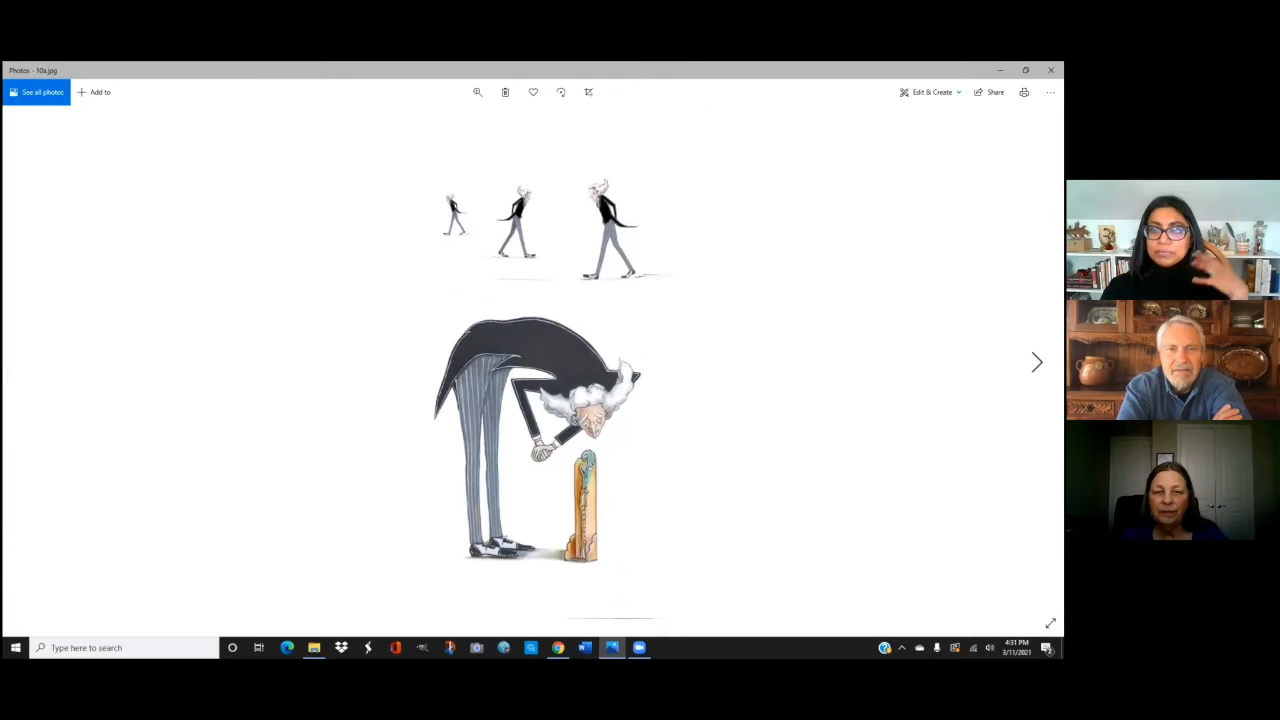 Photos - 10a.jpg
See all photos
Add to
Edit & Create
Share
Type here to search
4:31 PM
3/11/2021